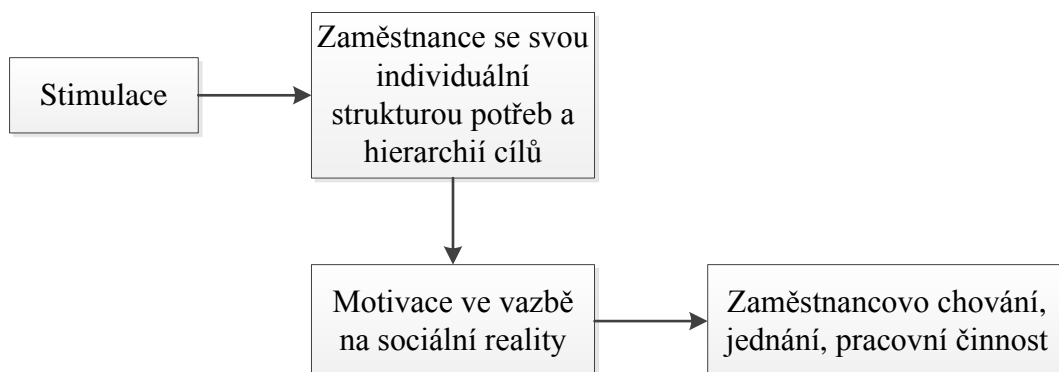 Stimulace
Zaměstnance se svou
individuální
strukturou potřeb a
hierarchií cílů
Motivace ve vazbě
na sociální reality
Zaměstnancovo chování,
jednání, pracovní činnost